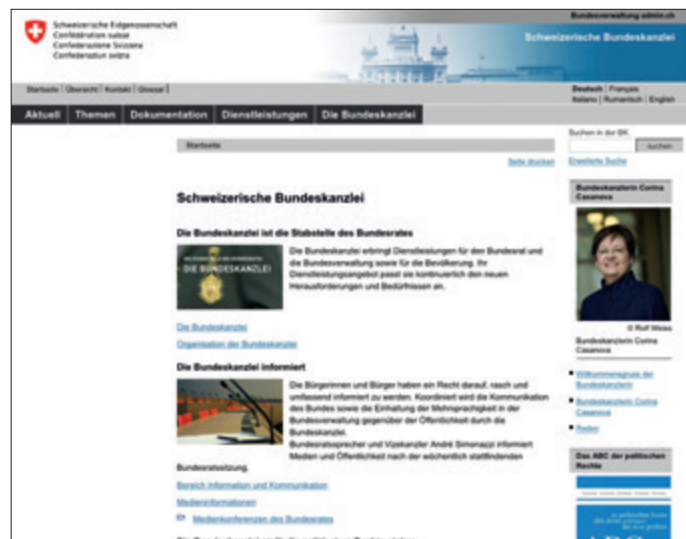 Bundesverwaltung admin.ch
Schweizerische Eidgenossenschaft
Confédération suisse
Confederazione Svizzera
Confederaziun svizra
Schweizerische Bundeskanzlei
Startseite | Übersicht | Kontakt | Glossar |
Deutsch | Français
Italiano | Rumantsch | English
Aktuell
Themen
Dokumentation
Dienstleistungen
Die Bundeskanzlei
Suchen in der BK
suchen
Erweiterte Suche
Startseite
Seite drucken
Schweizerische Bundeskanzlei
Die Bundeskanzlei ist die Stabstelle des Bundesrates
DIE BUNDESKANZLEI
Die Bundeskanzlei erbringt Dienstleistungen für den Bundesrat und
die Bundesverwaltung sowie für die Bevölkerung. Ihr
Dienstleistungsangebot passt sie kontinuierlich den neuen
Herausforderungen und Bedürfnissen an.
Die Bundeskanzlei
Organisation der Bundeskanzlei
Die Bundeskanzlei informiert
Die Bürgerinnen und Bürger haben ein Recht darauf, rasch und
umfassend informiert zu werden. Koordiniert wird die Kommunikation
des Bundes sowie die Einhaltung der Mehrsprachigkeit in der
Bundesverwaltung gegenüber der Öffentlichkeit durch die
Bundeskanzlei.
Bundesratssprecher und Vizekanzler André Simonazzi informiert
Medien und Öffentlichkeit nach der wöchentlich stattfindenden
Bundesratssitzung.
Bereich Information und Kommunikation
Medieninformationen
Medienkonferenzen des Bundesrates
Bundeskanzlerin Corina
Casanova
© Rolf Weiss
Bundeskanzlerin Corina
Casanova
Willkommensgruss der
Bundeskanzlerin
Bundeskanzlerin Corina
Casanova
Reden
Das ABC der politischen
Rechte